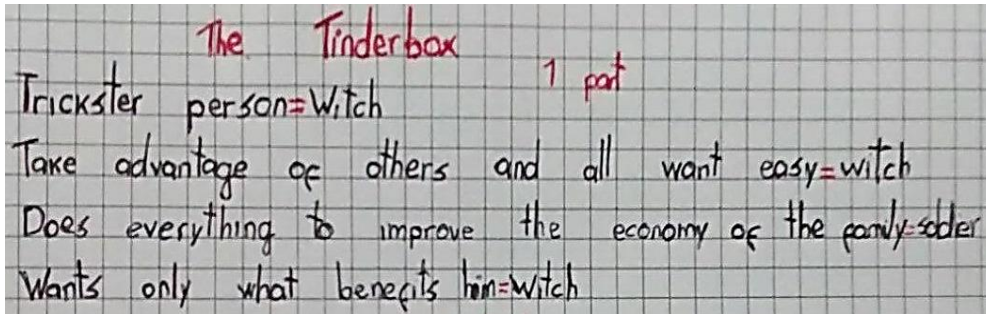 The Tinderbox
1 part
Trickster person=Witch
Take advantage of others and all want easy=witch
Does everything to improve the economy of the family=solder
Wants only what benefits him=witch